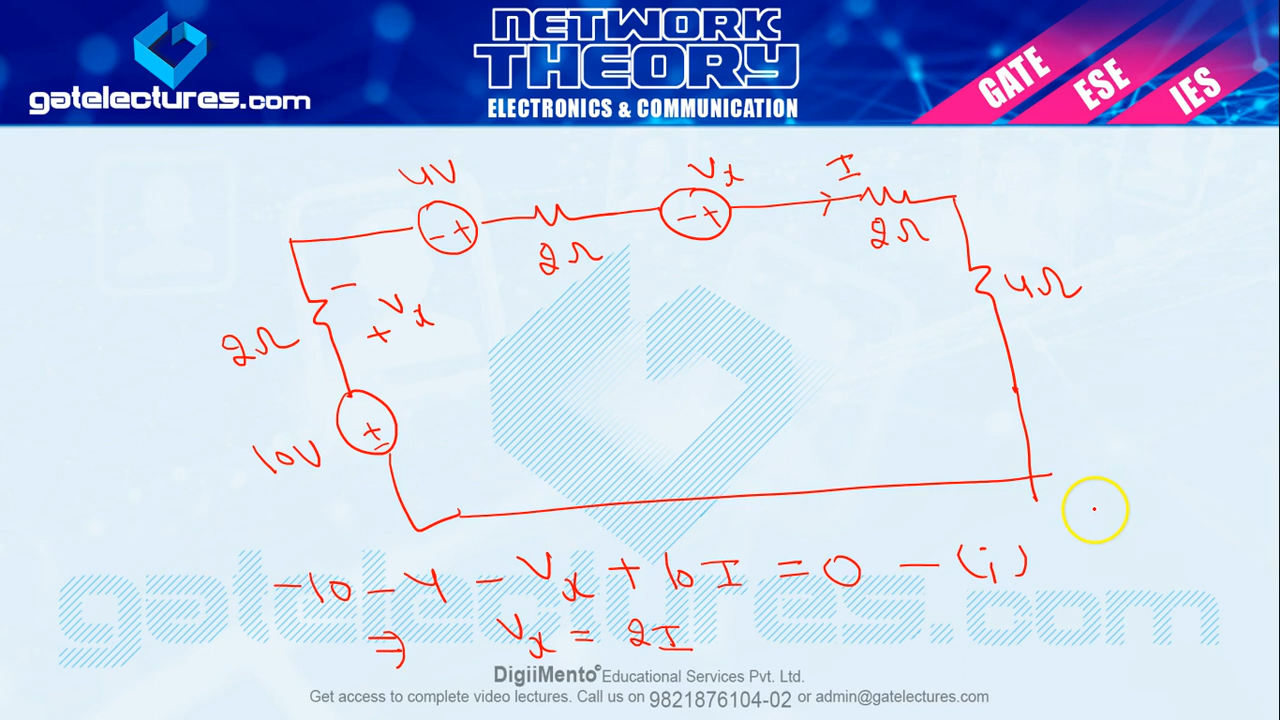 gatelectures.com
NETWORK
THEORY
ELECTRONICS & COMMUNICATION
GATE
ESE
IES
4V
Vx
I
- +
2Ω
- +
2Ω
4Ω
2Ω
-
Vx
+
10V
+
-
-10 - 4 - Vx + 10I = 0 - (i)
⇒ Vx = 2I
gatelectures.com
DigiiMento© Educational Services Pvt. Ltd.
Get access to complete video lectures. Call us on 9821876104-02 or admin@gatelectures.com